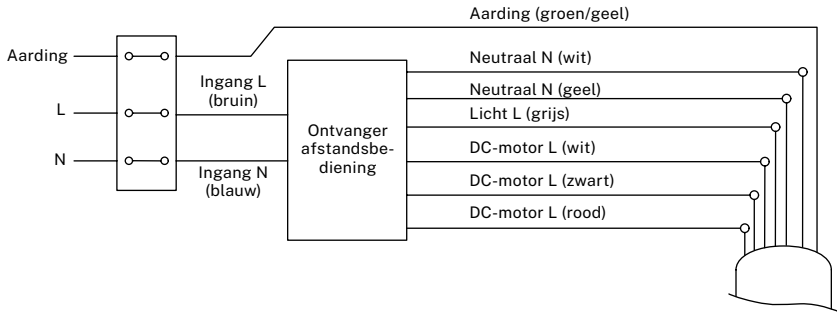 Aarding (groen/geel)
Aarding
Ingang L
(bruin)
L
N
Ingang N
(blauw)
Ontvanger
afstandsbe-
diening
Neutraal N (wit)
Neutraal N (geel)
Licht L (grijs)
DC-motor L (wit)
DC-motor L (zwart)
DC-motor L (rood)